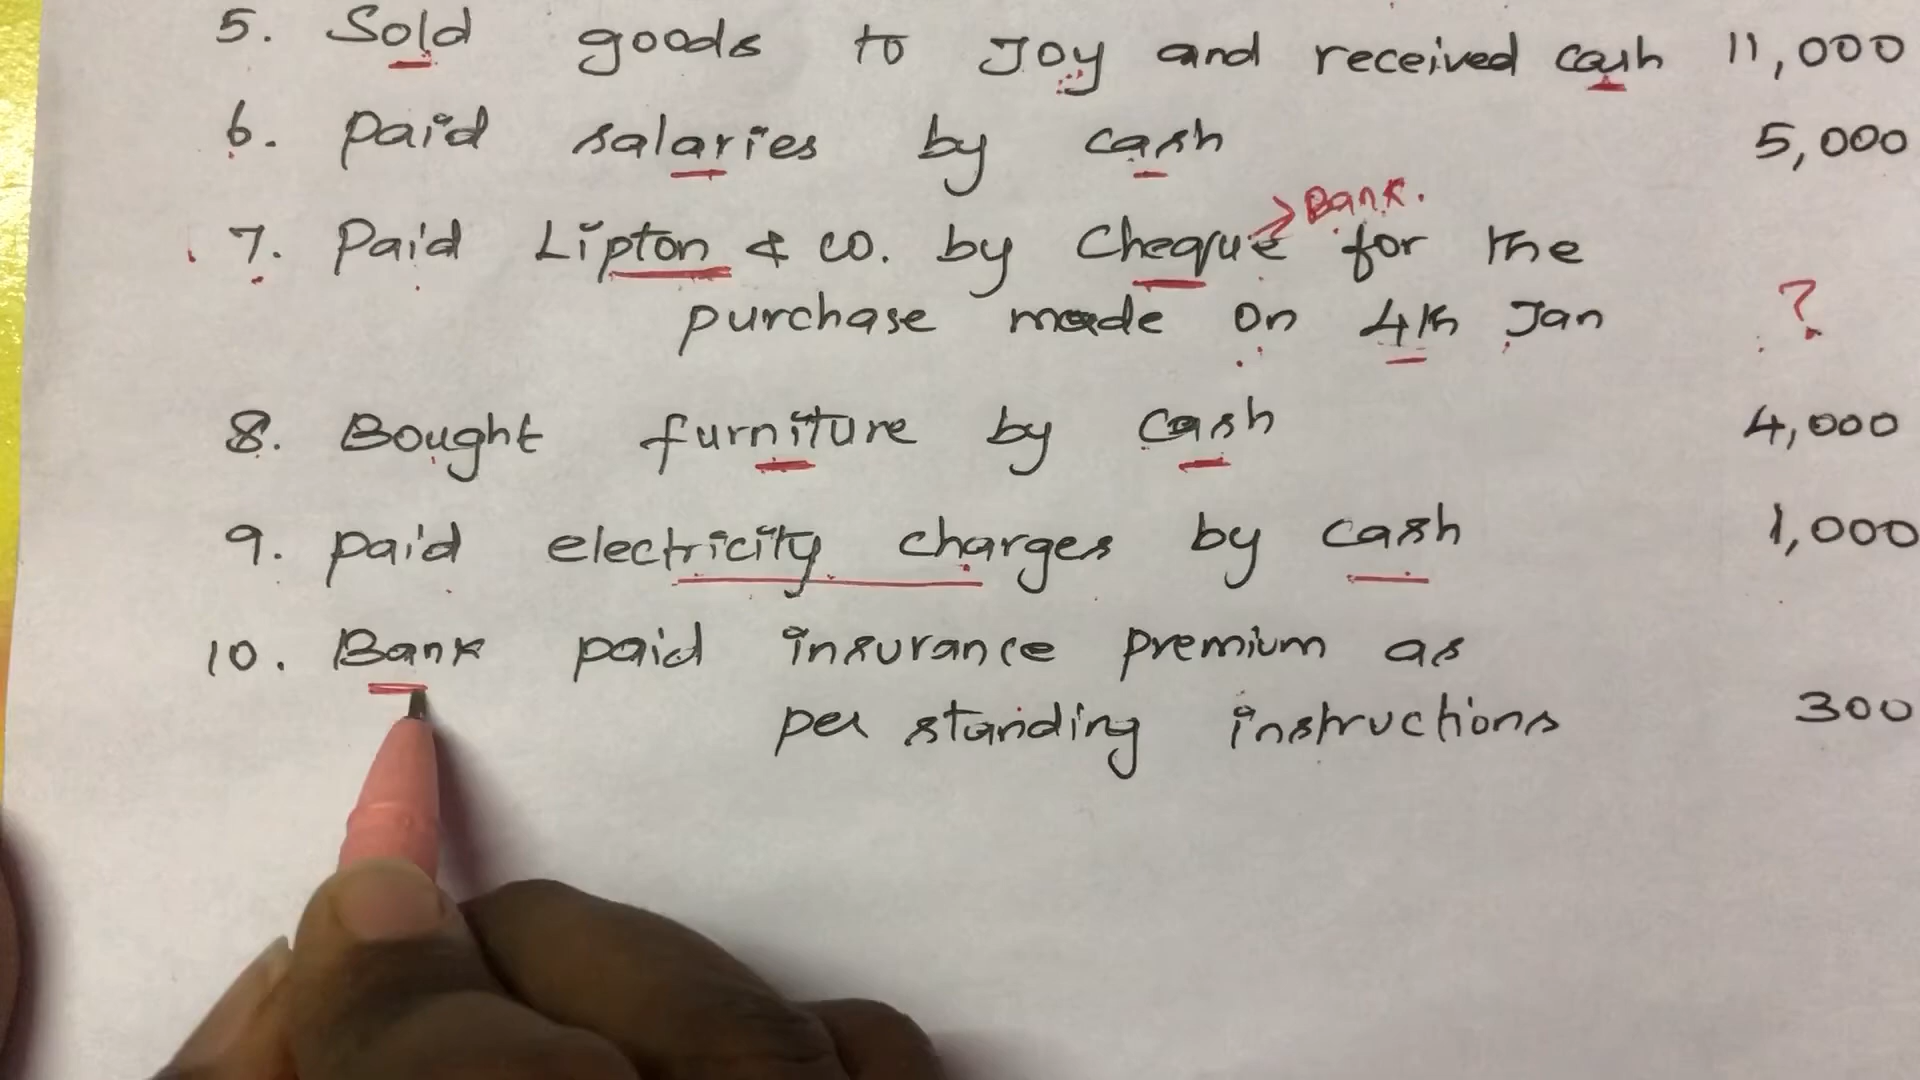 5. Sold goods to Joy and received cash 11,000
6. Paid salaries by cash 5,000
→ Bank.
7. Paid Lipton & co. by Cheque for the
purchase made on 4th Jan ?
8. Bought furniture by cash 4,000
9. paid electricity charges by cash 1,000
10. Bank paid insurance premium as
per standing instructions 300